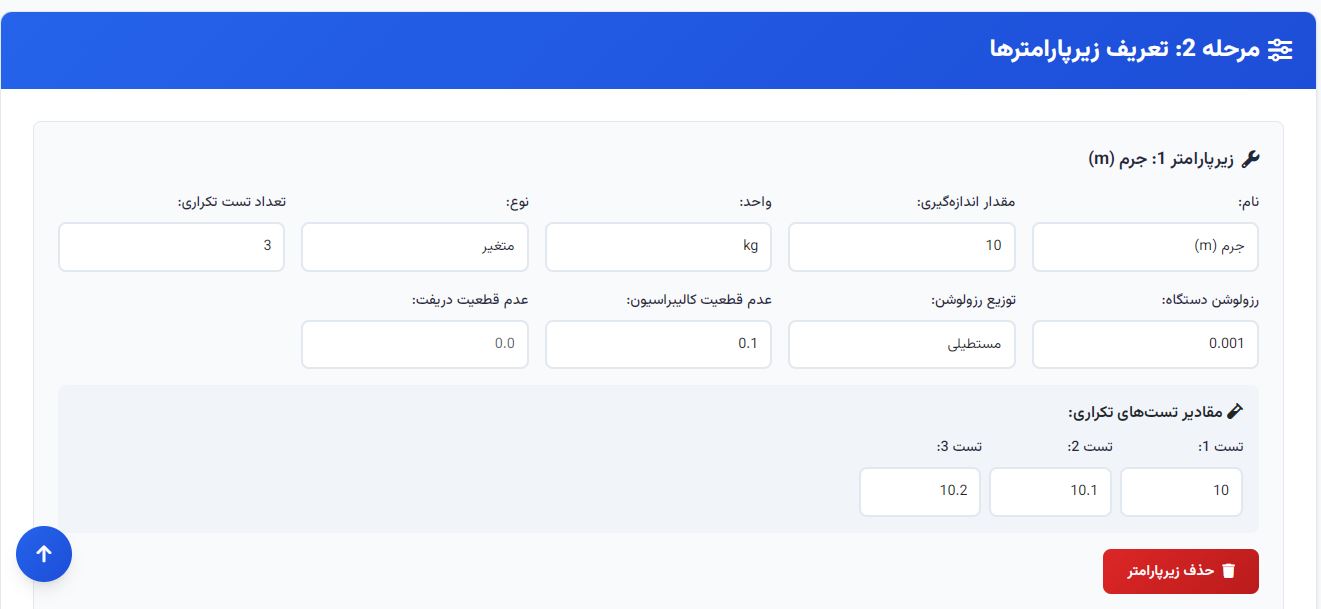 مرحله 2: تعریف زیرپارامترها
زیرپارامتر 1: جرم (m)
نام: مقدار اندازه‌گیری: واحد: نوع: تعداد تست تکراری:
جرم (m) 10 kg متغیر 3
رزولوشن دستگاه: توزیع رزولوشن: عدم قطعیت کالیبراسیون: عدم قطعیت دریفت:
0.001 مستطیلی 0.1 0.0
مقادیر تست‌های تکراری:
تست 1: تست 2: تست 3:
10 10.1 10.2
حذف زیرپارامتر